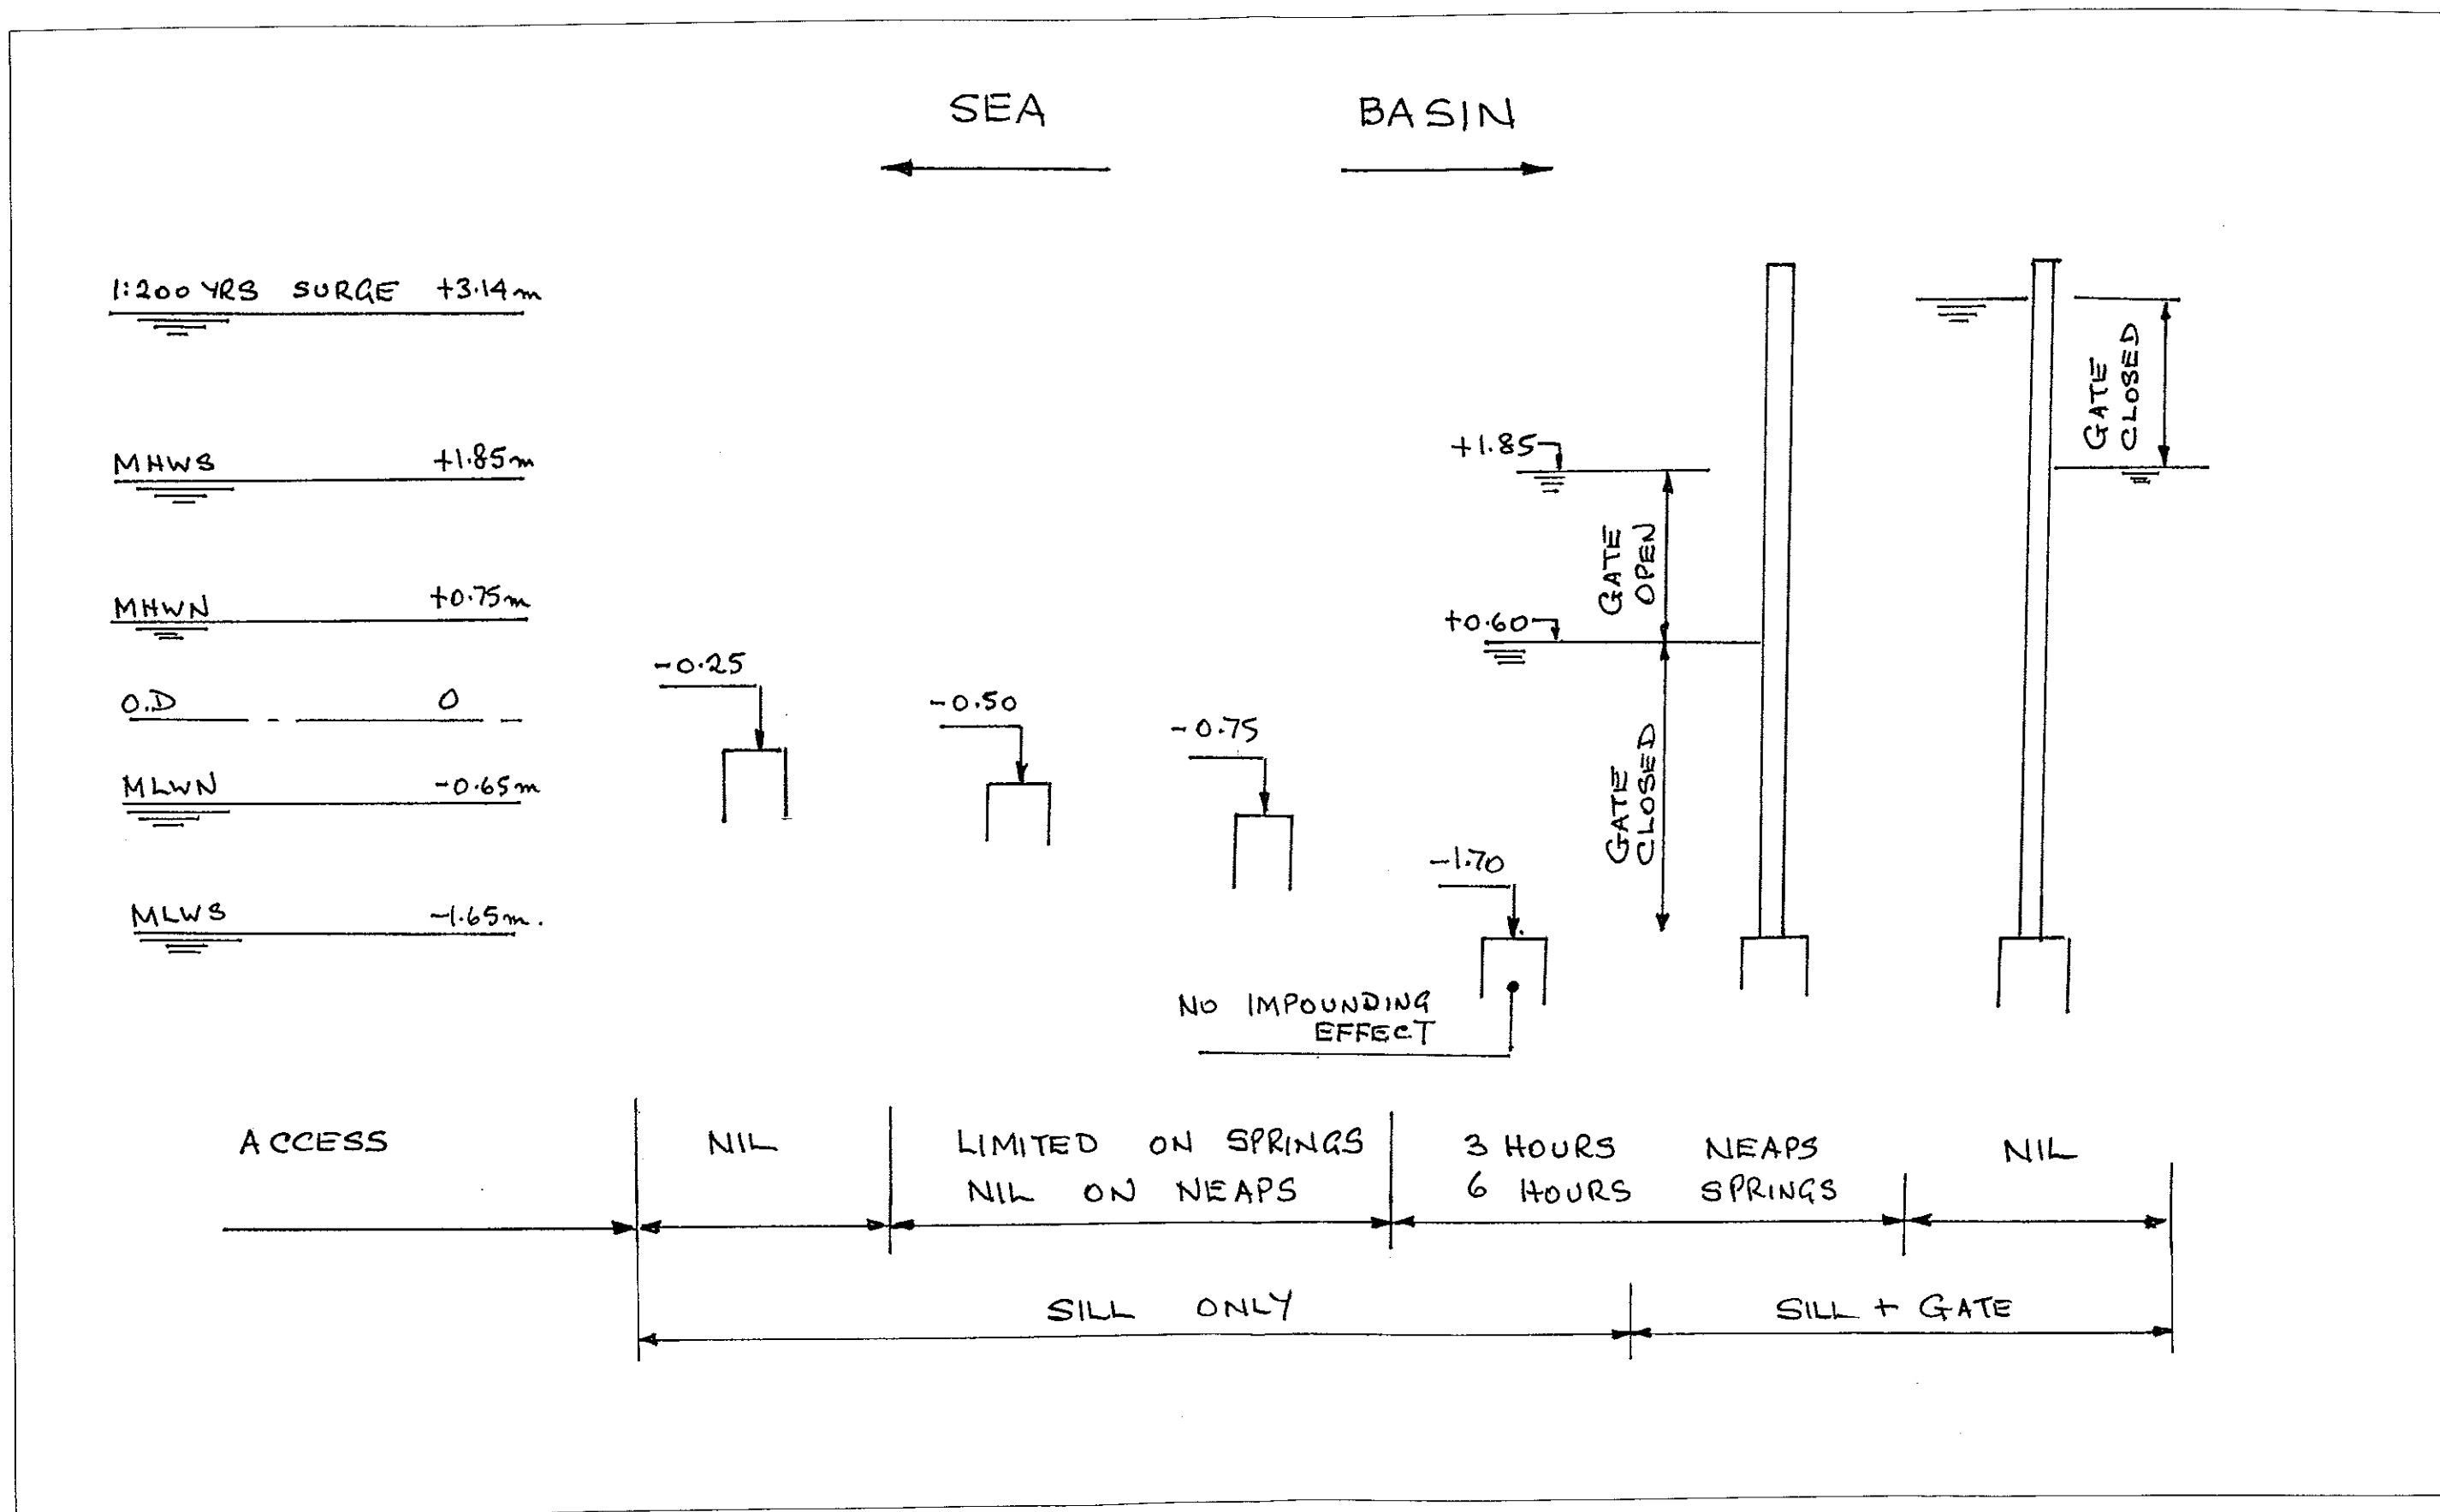 SEA
BASIN
1:200 YRS SURGE +3.14m
MHWS +1.85m
MHWN +0.75m
O.D 0
MLWN -0.65m
MLWS -1.65m.
-0.25
-0.50
-0.75
-1.70
NO IMPOUNDING
EFFECT
+1.85
+0.60
GATE
OPEN
GATE
CLOSED
GATE
CLOSED
ACCESS
NIL
LIMITED ON SPRINGS
NIL ON NEAPS
3 HOURS NEAPS
6 HOURS SPRINGS
NIL
SILL ONLY
SILL + GATE